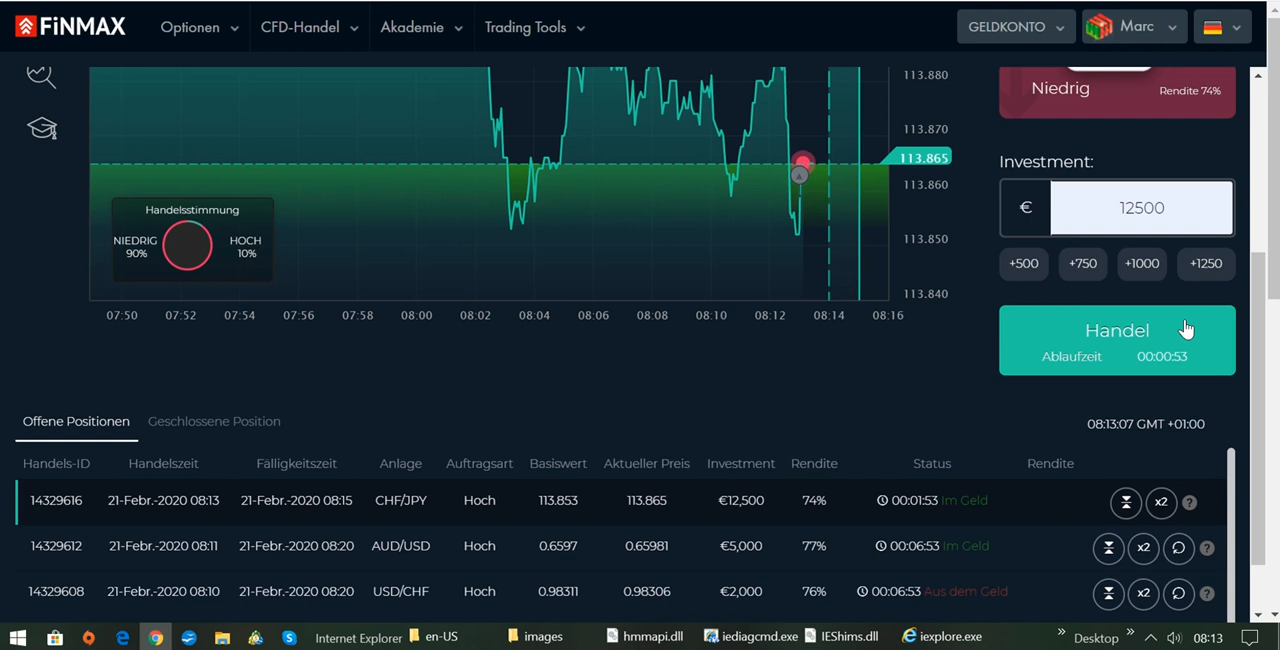 FiNMAX Optionen CFD-Handel Akademie Trading Tools GELDKONTO Marc
113.880
113.870
113.865
113.860
113.850
113.840
Handelsstimmung
NIEDRIG HOCH
90% 10%
07:50 07:52 07:54 07:56 07:58 08:00 08:02 08:04 08:06 08:08 08:10 08:12 08:14 08:16
Niedrig Rendite 74%
Investment:
€ 12500
+500 +750 +1000 +1250
Handel
Ablaufzeit 00:00:53
Offene Positionen Geschlossene Position 08:13:07 GMT +01:00
Handels-ID Handelszeit Fälligkeitszeit Anlage Auftragsart Basiswert Aktueller Preis Investment Rendite Status Rendite
14329616 21-Febr.-2020 08:13 21-Febr.-2020 08:15 CHF/JPY Hoch 113.853 113.865 €12,500 74% 00:01:53 Im Geld x2 ?
14329612 21-Febr.-2020 08:11 21-Febr.-2020 08:20 AUD/USD Hoch 0.6597 0.65981 €5,000 77% 00:06:53 Im Geld x2 ?
14329608 21-Febr.-2020 08:10 21-Febr.-2020 08:20 USD/CHF Hoch 0.98311 0.98306 €2,000 76% 00:06:53 Aus dem Geld x2 ?
Internet Explorer en-US images hmmapi.dll iediagcmd.exe IEShims.dll iexplore.exe » Desktop » 08:13